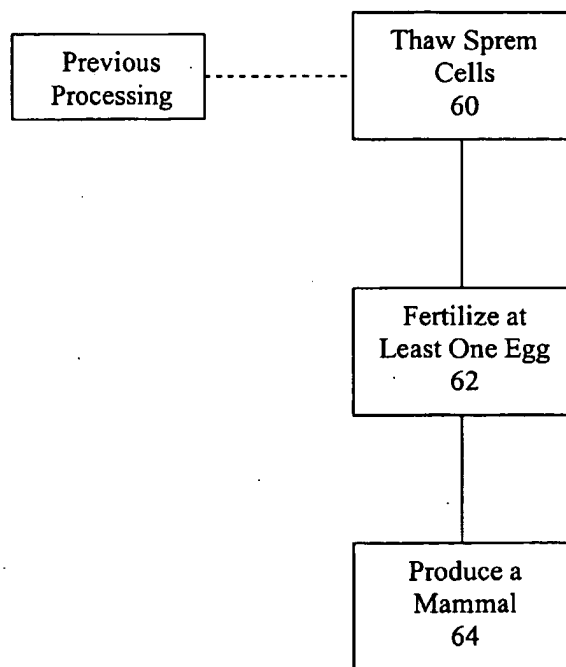 Previous
Processing
Thaw Sprem
Cells
60
Fertilize at
Least One Egg
62
Produce a
Mammal
64